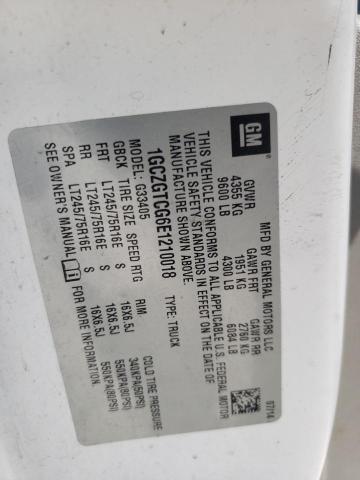 GM
MFD BY GENERAL MOTORS LLC
07/14
GVWR GAWR FRT GAWR RR
4355 KG 1951 KG 2760 KG
9600 LB 4300 LB 6084 LB
THIS VEHICLE CONFORMS TO ALL APPLICABLE U.S. FEDERAL MOTOR
VEHICLE SAFETY STANDARDS IN EFFECT ON THE DATE OF
MANUFACTURE SHOWN ABOVE.
1GCZGTCG6E1210018 TYPE: TRUCK
MODEL: G33405
GBCK TIRE SIZE SPEED RTG RIM COLD TIRE PRESSURE
FRT LT245/75R16E S 16X6.5J 340KPA(50PSI)
RR LT245/75R16E S 16X6.5J 550KPA(80PSI)
SPA LT245/75R16E S 16X6.5J 550KPA(80PSI)
SEE OWNER'S MANUAL FOR MORE INFORMATION.